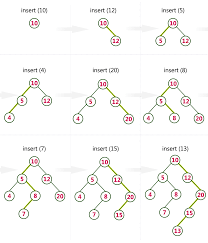 insert (10) insert (12) insert (5)
10 10 10
12 5 12
insert (4) insert (20) insert (8)
10 10 10
5 12 5 12 5 12
4 4 20 4 8 20
insert (7) insert (15) insert (13)
10 10 10
5 12 5 12 5 12
4 8 20 4 8 20 4 8 20
7 7 15 7 15
13